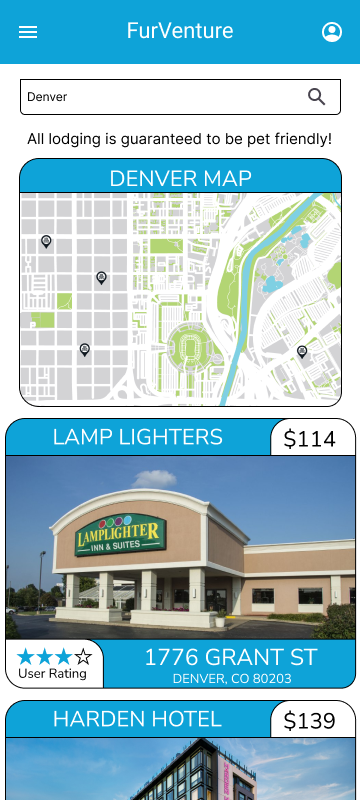 FurVenture
Denver
All lodging is guaranteed to be pet friendly!
DENVER MAP
LAMP LIGHTERS
$114
LAMPLIGHTER
INN & SUITES
User Rating
1776 GRANT ST
DENVER, CO 80203
HARDEN HOTEL
$139